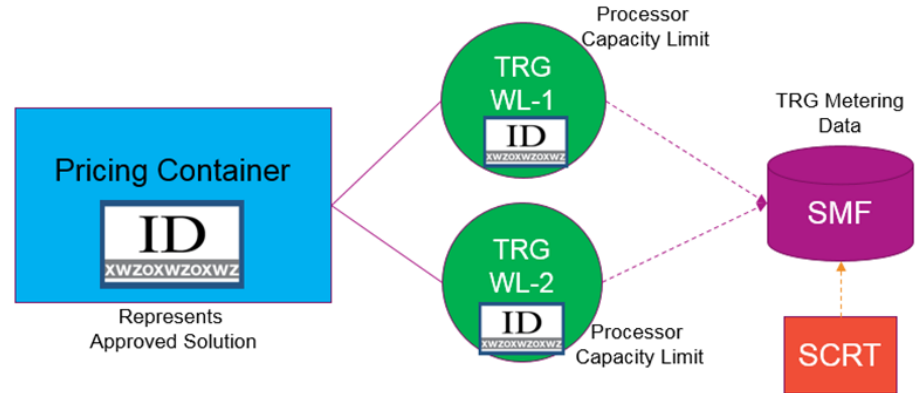 Processor
Capacity Limit
TRG
WL-1
ID
XWZOXWZOXWZ
TRG Metering
Data
Pricing Container
ID
XWZOXWZOXWZ
SMF
TRG
WL-2
ID
XWZOXWZOXWZ
Represents
Approved Solution
Processor
Capacity Limit
SCRT